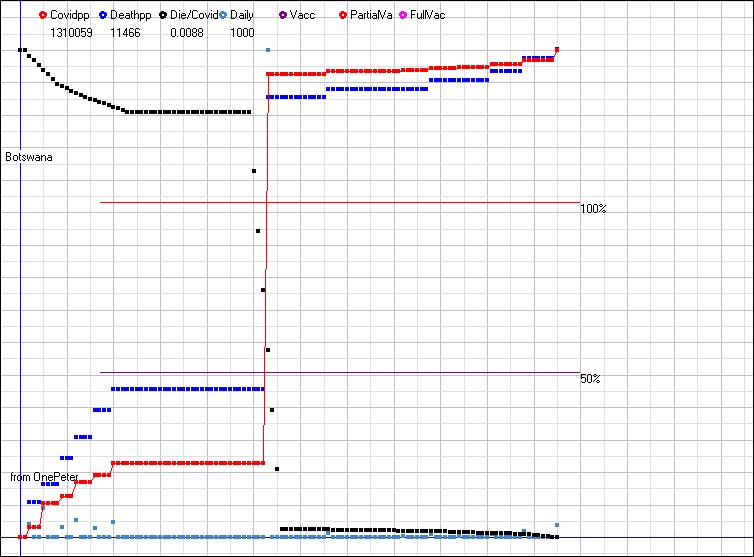 Covidpp Deathpp Die/Covid Daily Vacc PartialVa FullVac
1310059 11466 0.0088 1000
Botswana
100%
50%
from OnePeter